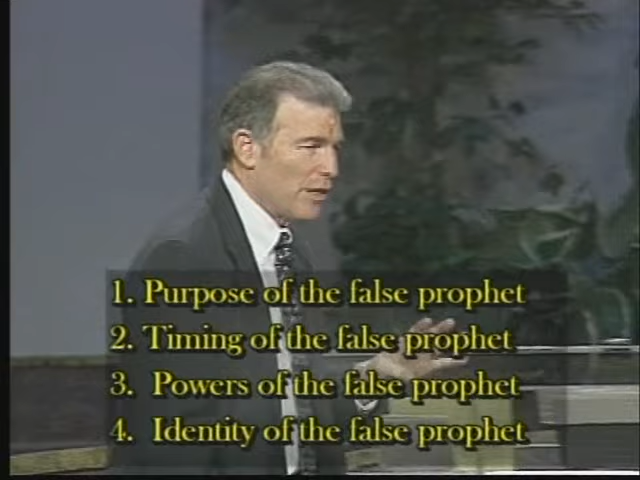 1. Purpose of the false prophet
2. Timing of the false prophet
3. Powers of the false prophet
4. Identity of the false prophet